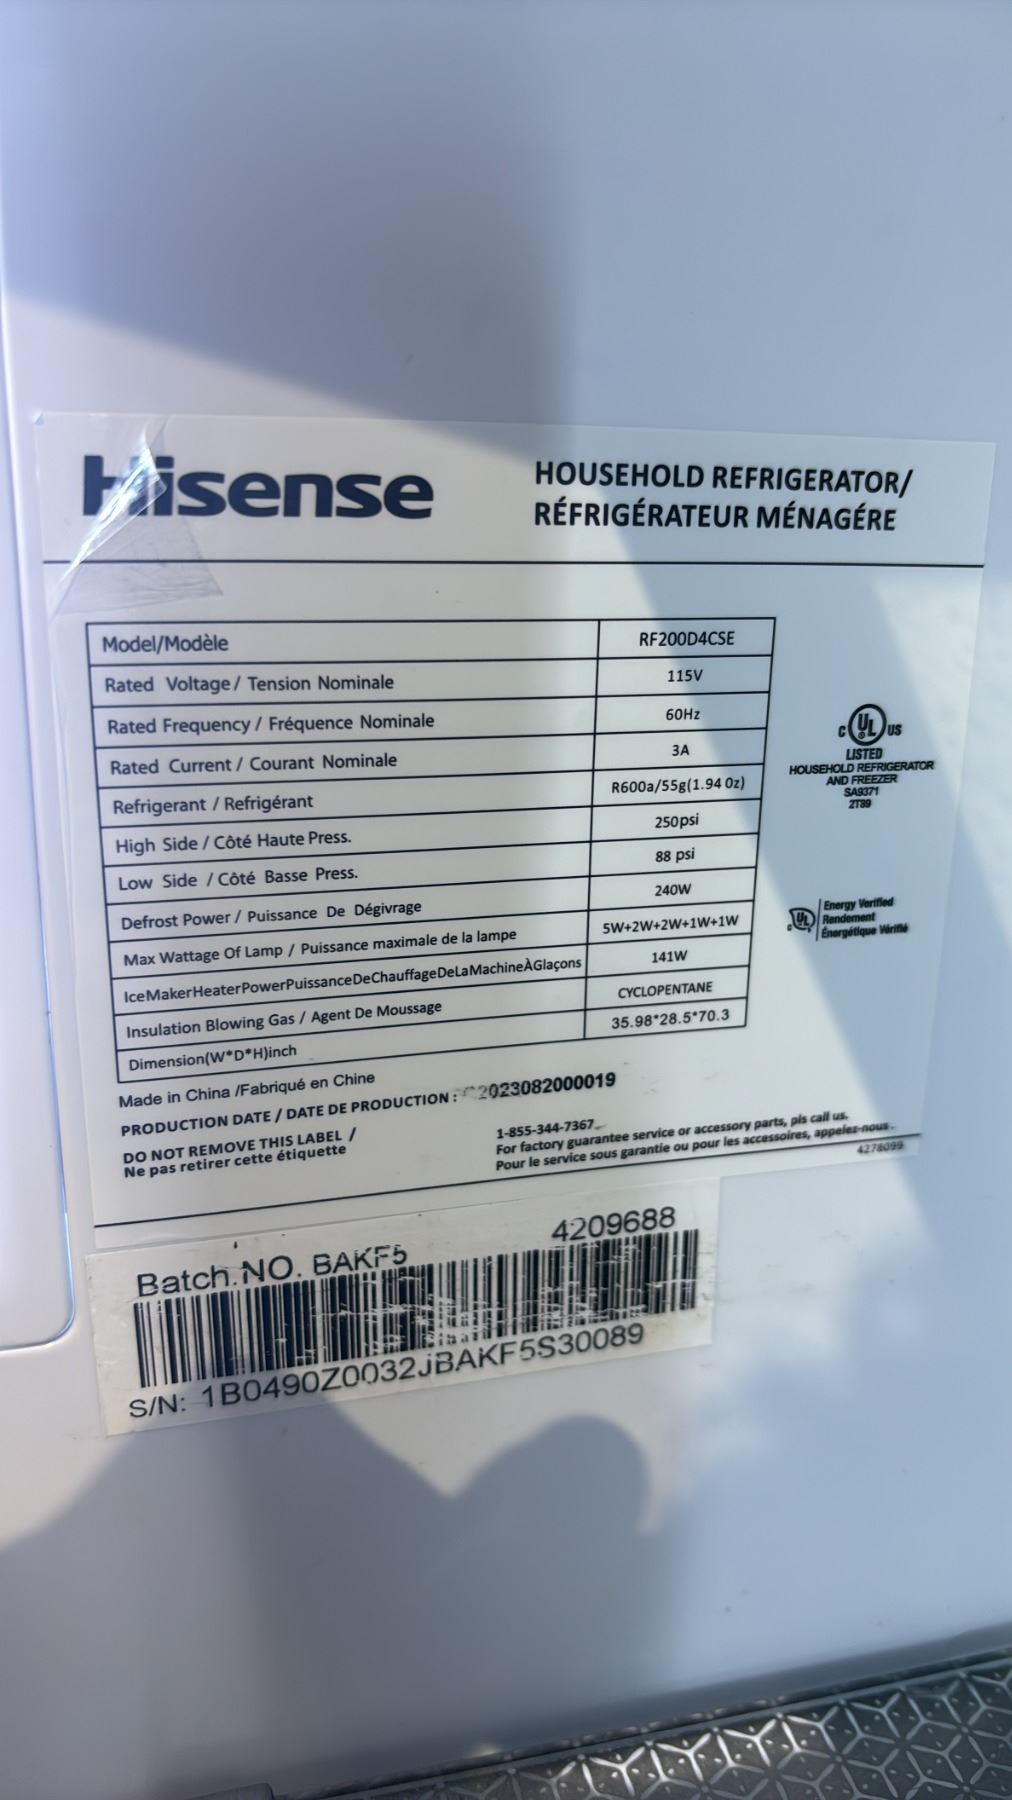 Hisense
HOUSEHOLD REFRIGERATOR/
RÉFRIGÉRATEUR MÉNAGÉRE
Model/Modèle RF200D4CSE
Rated Voltage / Tension Nominale 115V
Rated Frequency / Fréquence Nominale 60Hz
Rated Current / Courant Nominale 3A
Refrigerant / Refrigérant R600a/55g(1.94 Oz)
High Side / Côté Haute Press. 250psi
Low Side / Côté Basse Press. 88 psi
Defrost Power / Puissance De Dégivrage 240W
Max Wattage Of Lamp / Puissance maximale de la lampe 5W+2W+2W+1W+1W
IceMakerHeaterPowerPuissanceDeChauffageDeLaMachineÀGlaçons 141W
Insulation Blowing Gas / Agent De Moussage CYCLOPENTANE
Dimension(W*D*H)inch 35.98*28.5*70.3
C UL US
®
LISTED
HOUSEHOLD REFRIGERATOR
AND FREEZER
SA9371
2T89
C UL
Energy Verified
Rendement
Énergétique Vérifié
Made in China /Fabriqué en Chine
PRODUCTION DATE / DATE DE PRODUCTION : 2023082000019
DO NOT REMOVE THIS LABEL /
Ne pas retirer cette étiquette
1-855-344-7367
For factory guarantee service or accessory parts, pls call us.
Pour le service sous garantie ou pour les accessoires, appelez-nous.
4278099
Batch.NO. BAKF5 4209688
S/N: 1B0490Z0032JBAKF5S30089